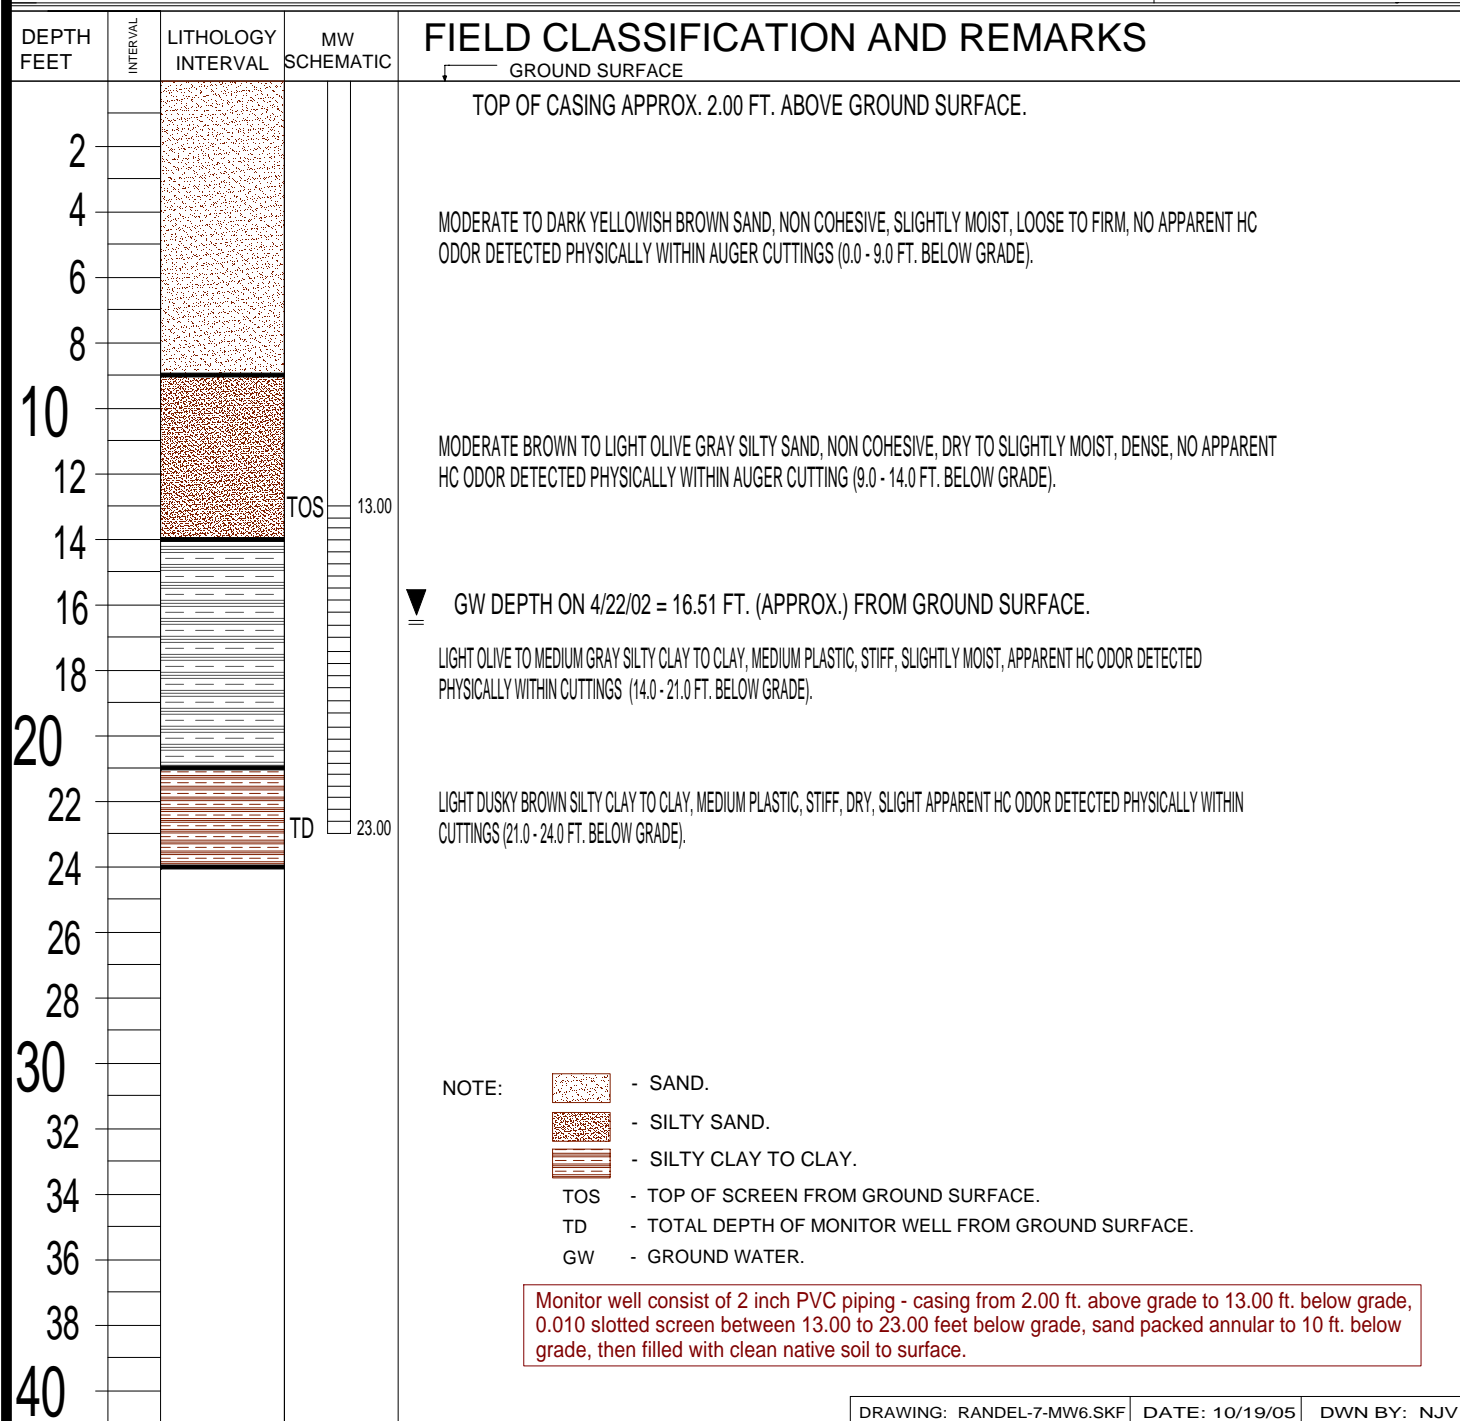 DEPTH FEET
INTERVAL
LITHOLOGY INTERVAL
MW SCHEMATIC
FIELD CLASSIFICATION AND REMARKS
GROUND SURFACE
TOP OF CASING APPROX. 2.00 FT. ABOVE GROUND SURFACE.
2
4
MODERATE TO DARK YELLOWISH BROWN SAND, NON COHESIVE, SLIGHTLY MOIST, LOOSE TO FIRM, NO APPARENT HC
ODOR DETECTED PHYSICALLY WITHIN AUGER CUTTINGS (0.0 - 9.0 FT. BELOW GRADE).
6
8
10
MODERATE BROWN TO LIGHT OLIVE GRAY SILTY SAND, NON COHESIVE, DRY TO SLIGHTLY MOIST, DENSE, NO APPARENT
HC ODOR DETECTED PHYSICALLY WITHIN AUGER CUTTING (9.0 - 14.0 FT. BELOW GRADE).
12
TOS 13.00
14
16
GW DEPTH ON 4/22/02 = 16.51 FT. (APPROX.) FROM GROUND SURFACE.
LIGHT OLIVE TO MEDIUM GRAY SILTY CLAY TO CLAY, MEDIUM PLASTIC, STIFF, SLIGHTLY MOIST, APPARENT HC ODOR DETECTED
PHYSICALLY WITHIN CUTTINGS (14.0 - 21.0 FT. BELOW GRADE).
18
20
22
LIGHT DUSKY BROWN SILTY CLAY TO CLAY, MEDIUM PLASTIC, STIFF, DRY, SLIGHT APPARENT HC ODOR DETECTED PHYSICALLY WITHIN
CUTTINGS (21.0 - 24.0 FT. BELOW GRADE).
TD 23.00
24
26
28
30
NOTE:
- SAND.
- SILTY SAND.
32
- SILTY CLAY TO CLAY.
34
TOS - TOP OF SCREEN FROM GROUND SURFACE.
TD - TOTAL DEPTH OF MONITOR WELL FROM GROUND SURFACE.
GW - GROUND WATER.
36
Monitor well consist of 2 inch PVC piping - casing from 2.00 ft. above grade to 13.00 ft. below grade,
0.010 slotted screen between 13.00 to 23.00 feet below grade, sand packed annular to 10 ft. below
grade, then filled with clean native soil to surface.
38
40
DRAWING: RANDEL-7-MW6.SKF DATE: 10/19/05 DWN BY: NJV